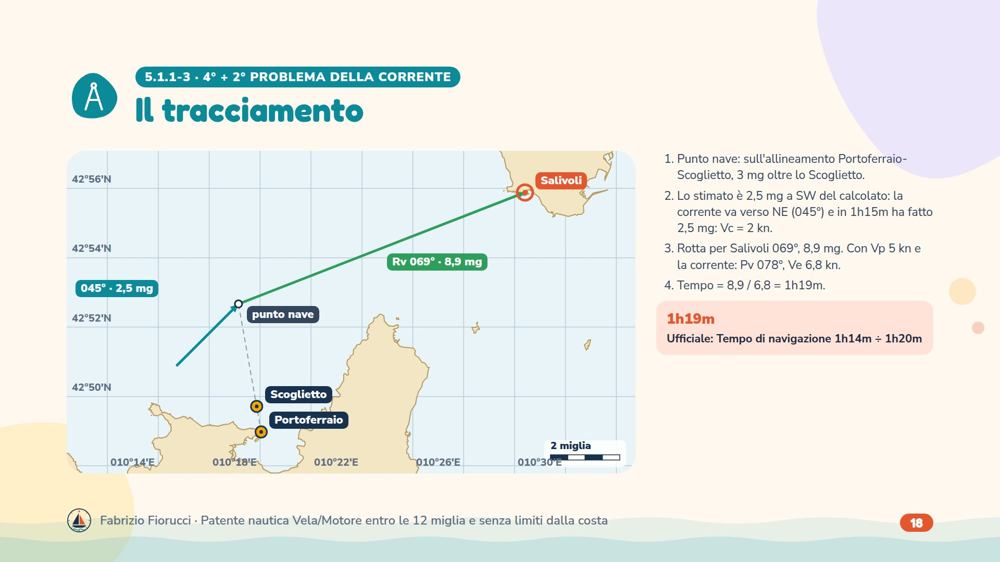 5.1.1-3 · 4° + 2° PROBLEMA DELLA CORRENTE
Il tracciamento
42°56'N
42°54'N
42°52'N
42°50'N
010°14'E
010°18'E
010°22'E
010°26'E
010°30'E
Salivoli
Rv 069° · 8,9 mg
045° · 2,5 mg
punto nave
Scoglietto
Portoferraio
2 miglia
1. Punto nave: sull'allineamento Portoferraio-
Scoglietto, 3 mg oltre lo Scoglietto.
2. Lo stimato è 2,5 mg a SW del calcolato: la
corrente va verso NE (045°) e in 1h15m ha fatto
2,5 mg: Vc = 2 kn.
3. Rotta per Salivoli 069°, 8,9 mg. Con Vp 5 kn e
la corrente: Pv 078°, Ve 6,8 kn.
4. Tempo = 8,9 / 6,8 = 1h19m.
1h19m
Ufficiale: Tempo di navigazione 1h14m ÷ 1h20m
Fabrizio Fiorucci · Patente nautica Vela/Motore entro le 12 miglia e senza limiti dalla costa
18